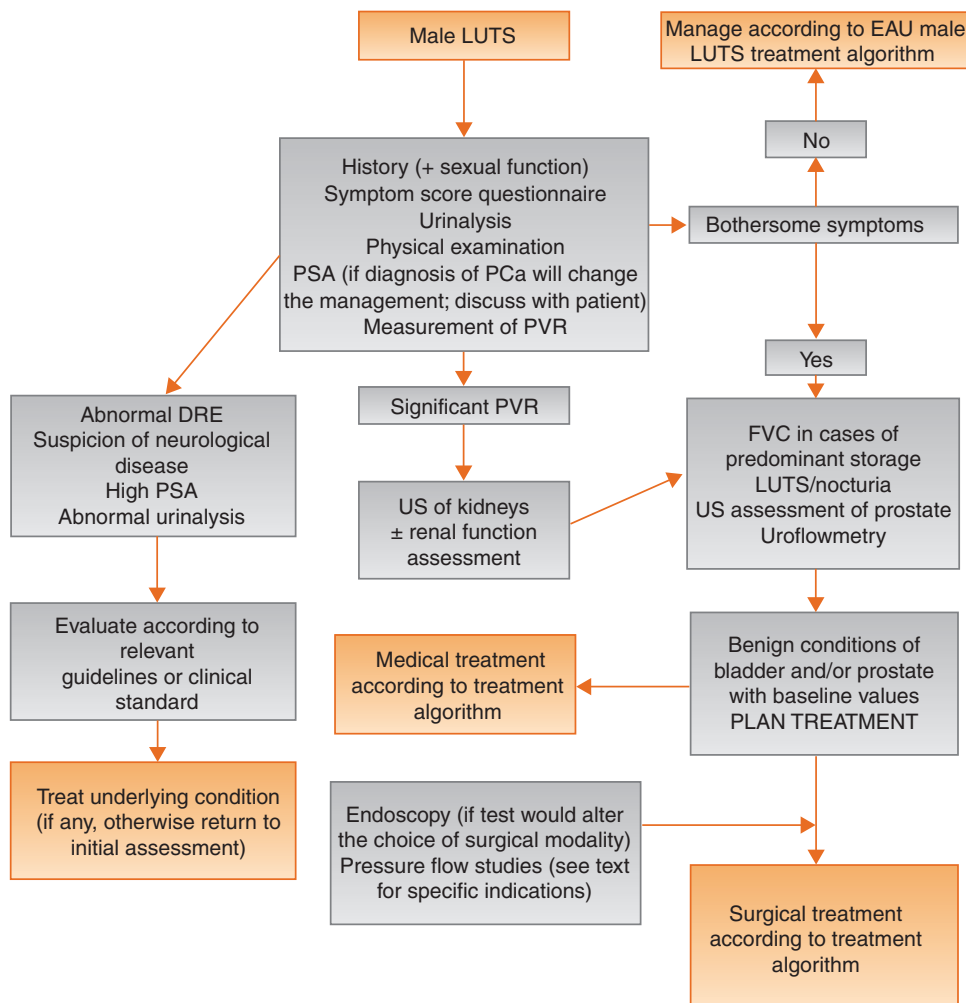 Male LUTS
Manage according to EAU male
LUTS treatment algorithm
No
History (+ sexual function)
Symptom score questionnaire
Urinalysis
Physical examination
PSA (if diagnosis of PCa will change
the management; discuss with patient)
Measurement of PVR
Bothersome symptoms
Yes
Abnormal DRE
Suspicion of neurological
disease
High PSA
Abnormal urinalysis
Significant PVR
US of kidneys
± renal function
assessment
FVC in cases of
predominant storage
LUTS/nocturia
US assessment of prostate
Uroflowmetry
Evaluate according to
relevant
guidelines or clinical
standard
Medical treatment
according to treatment
algorithm
Benign conditions of
bladder and/or prostate
with baseline values
PLAN TREATMENT
Treat underlying condition
(if any, otherwise return to
initial assessment)
Endoscopy (if test would alter
the choice of surgical modality)
Pressure flow studies (see text
for specific indications)
Surgical treatment
according to treatment
algorithm